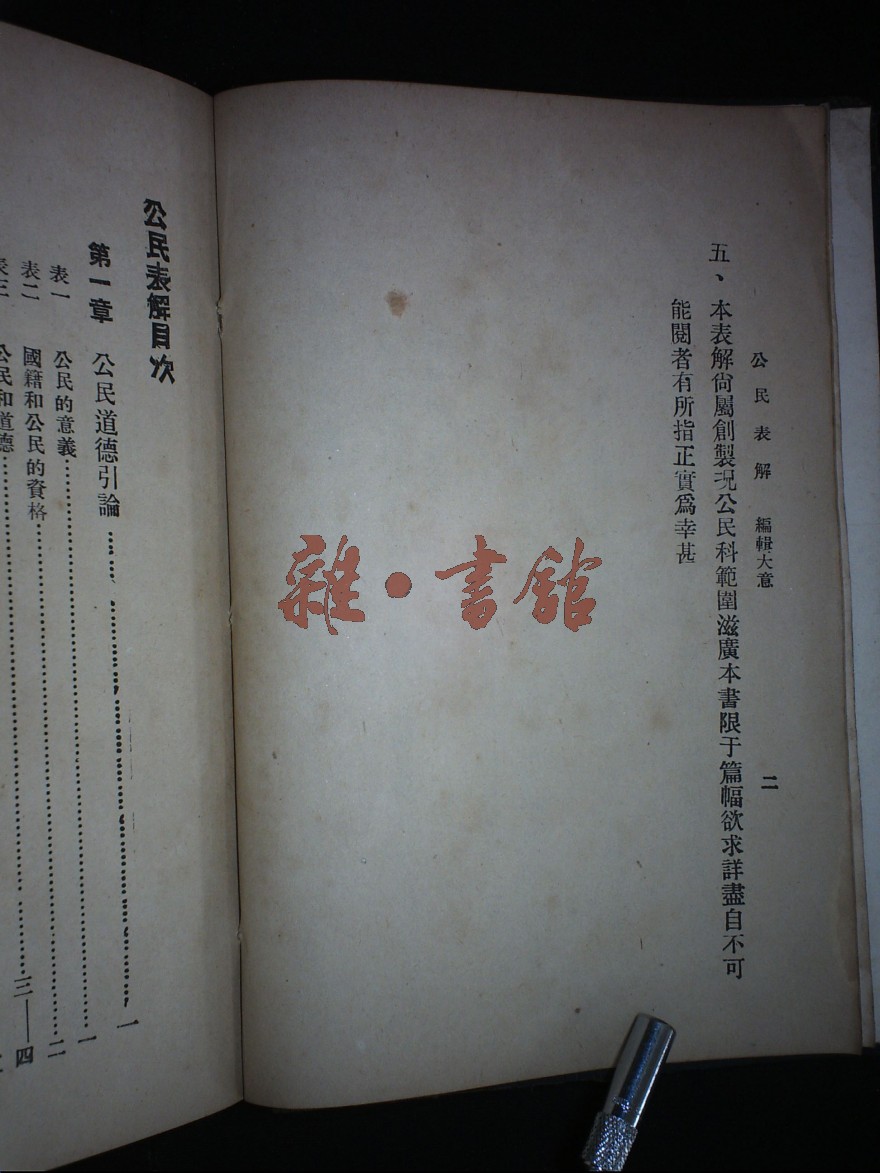 公民表解 編輯大意 二
五、本表解尙屬創製況公民科範圍滋廣本書限于篇幅欲求詳盡自不可
能閱者有所指正實爲幸甚
雜·書館
公民表解目次
第一章 公民道德引論 一
表一 公民的意義 一
表二 國籍和公民的資格 二
表三 公民和道德 三——四